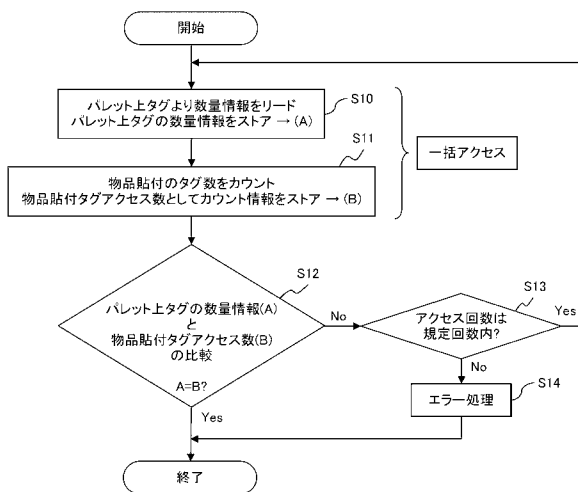 開始
パレット上タグより数量情報をリード
パレット上タグの数量情報をストア → (A)
S10
S11
一括アクセス
物品貼付のタグ数をカウント
物品貼付タグアクセス数としてカウント情報をストア → (B)
S12
パレット上タグの数量情報(A)
と
物品貼付タグアクセス数(B)
の比較
A=B?
No
S13
アクセス回数は
規定回数内?
Yes
No
S14
エラー処理
Yes
終了